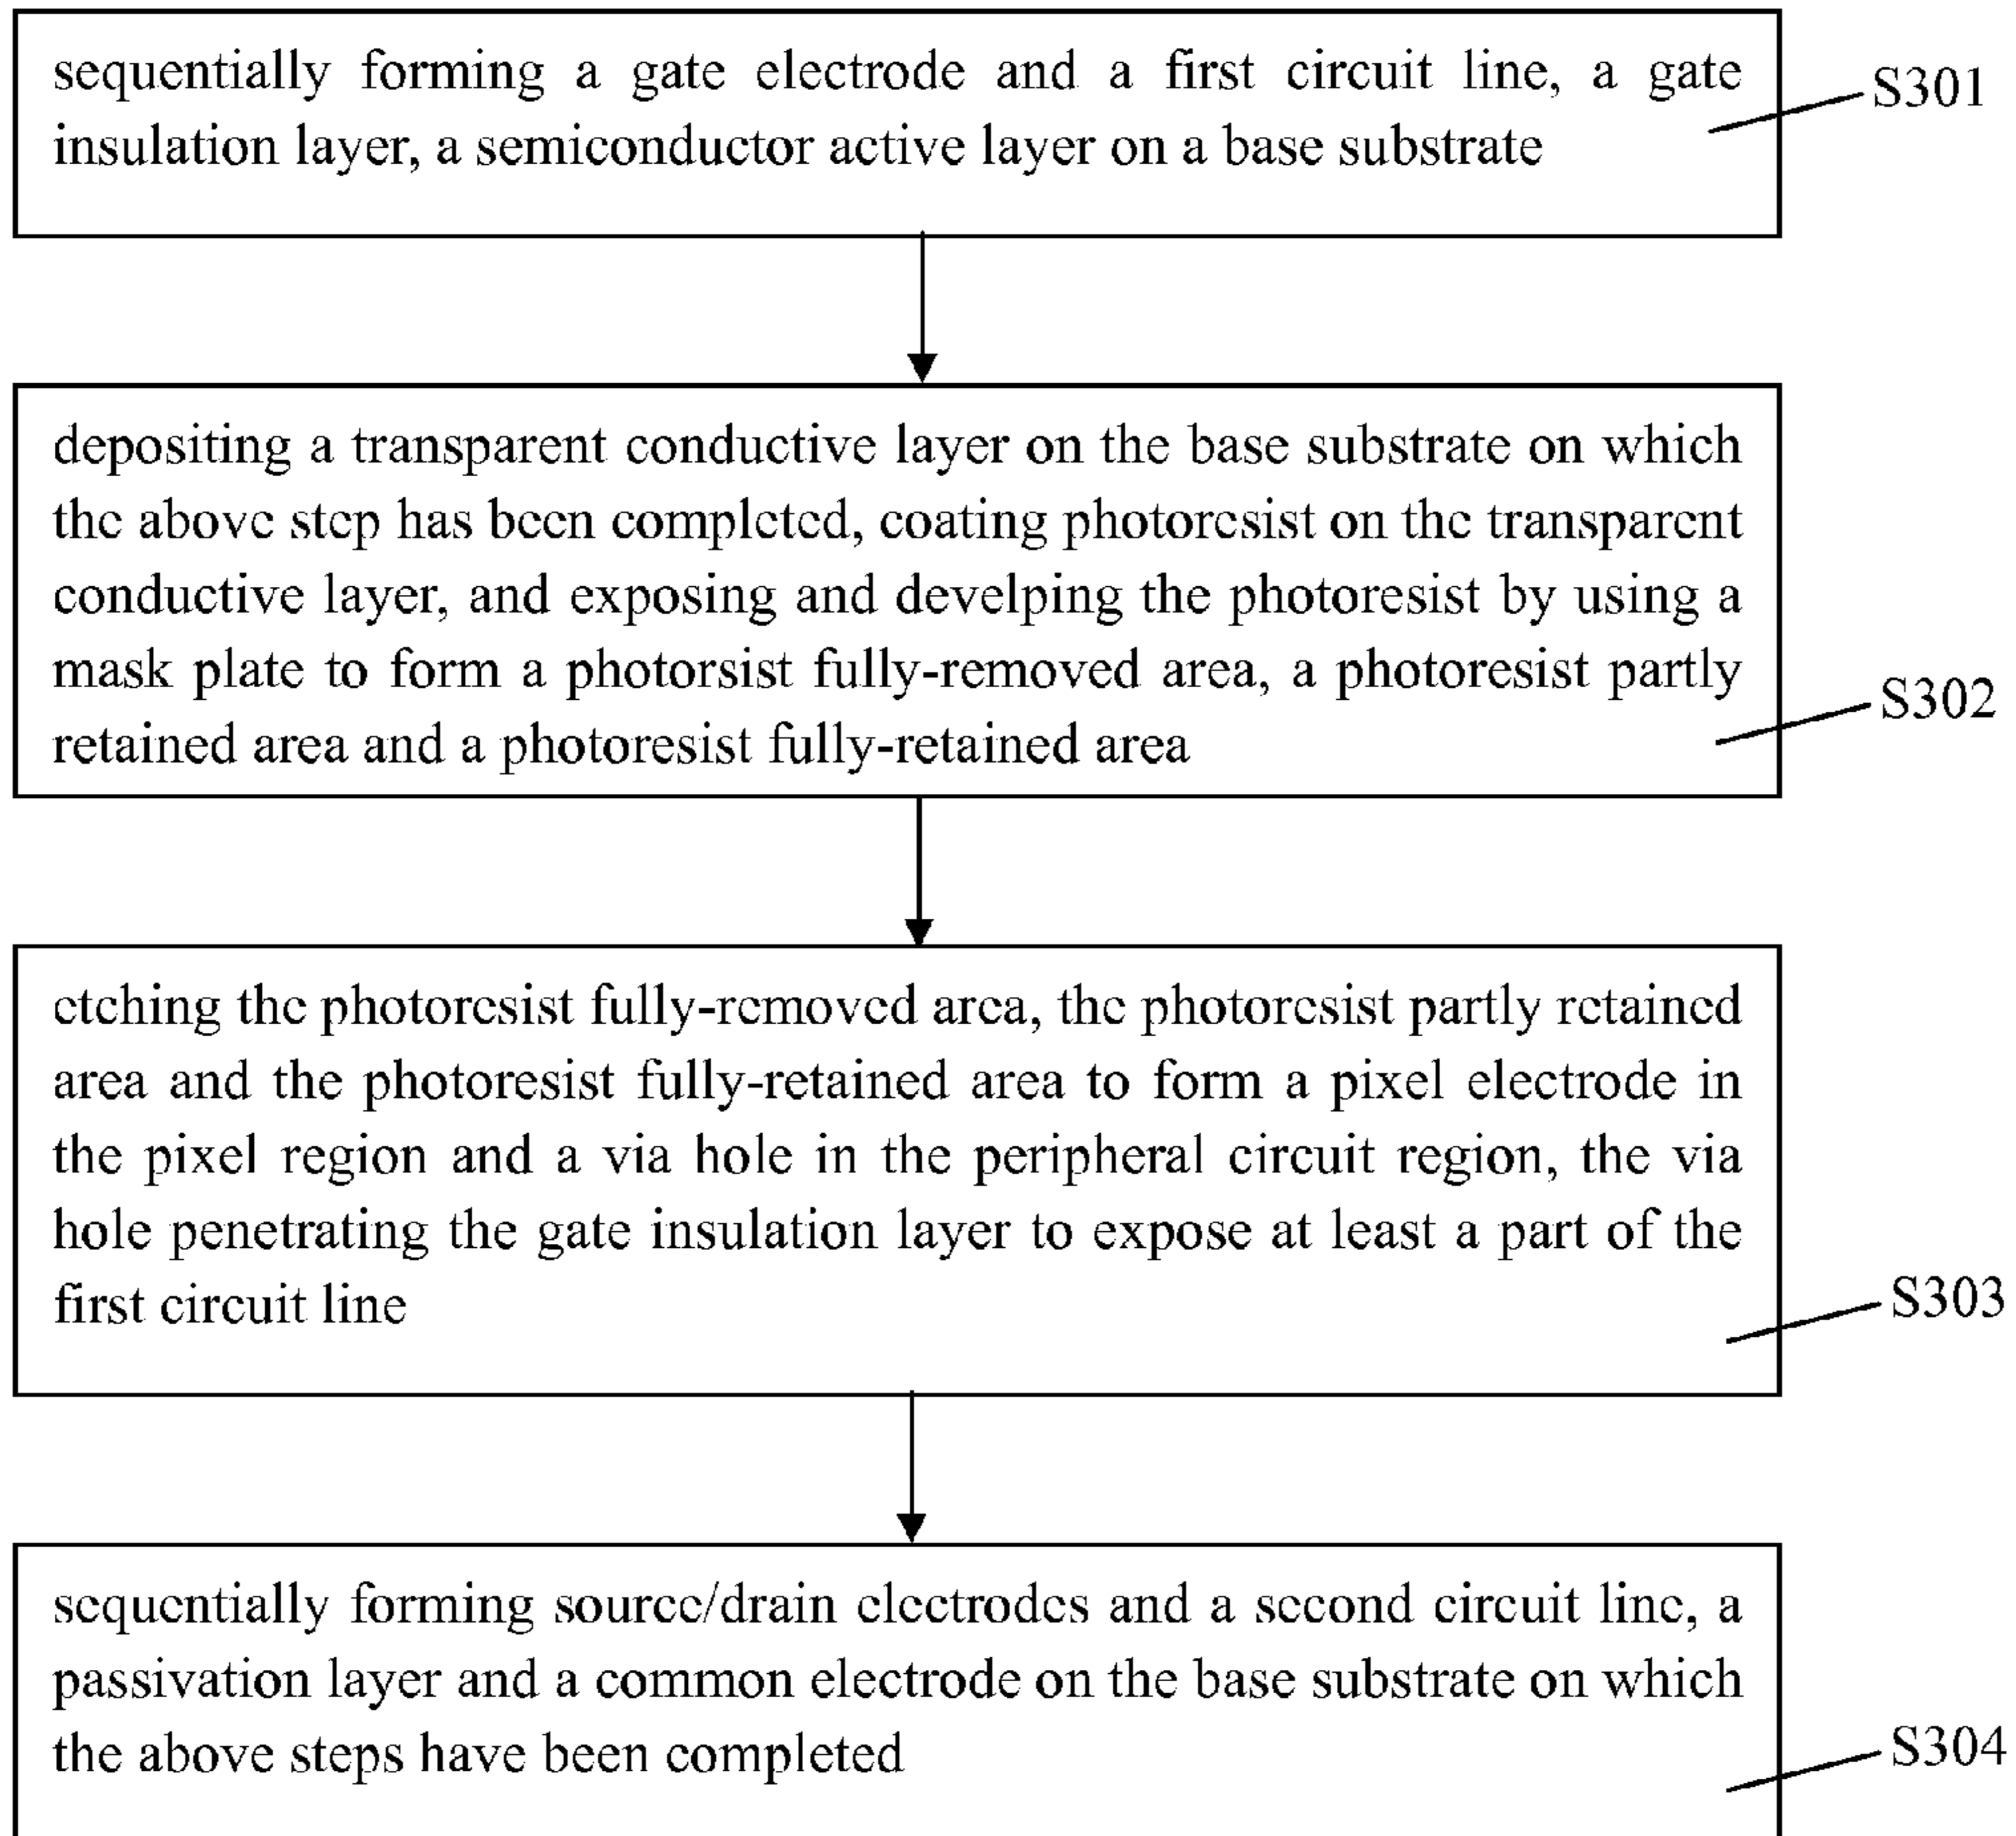 sequentially forming a gate electrode and a first circuit line, a gate
insulation layer, a semiconductor active layer on a base substrate
S301
depositing a transparent conductive layer on the base substrate on which
the above step has been completed, coating photoresist on the transparent
conductive layer, and exposing and develping the photoresist by using a
mask plate to form a photorsist fully-removed area, a photoresist partly
retained area and a photoresist fully-retained area
S302
etching the photoresist fully-removed area, the photoresist partly retained
area and the photoresist fully-retained area to form a pixel electrode in
the pixel region and a via hole in the peripheral circuit region, the via
hole penetrating the gate insulation layer to expose at least a part of the
first circuit line
S303
sequentially forming source/drain electrodes and a second circuit line, a
passivation layer and a common electrode on the base substrate on which
the above steps have been completed
S304